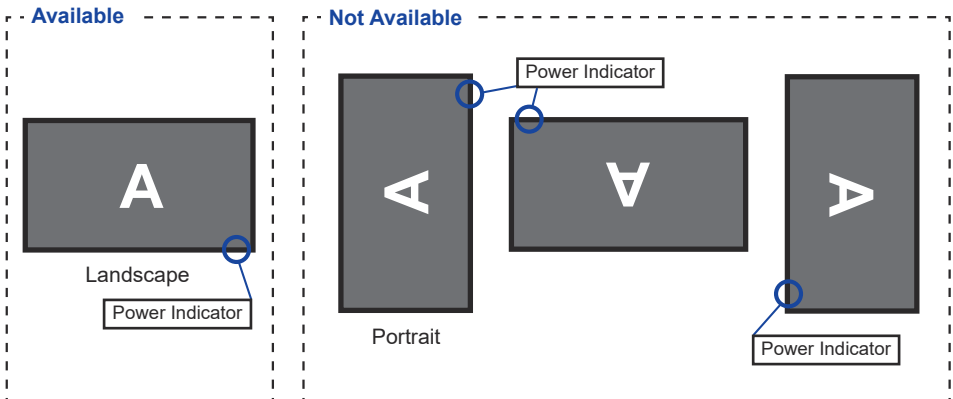 Available
Not Available
Power Indicator
A
A
A
A
Landscape
Power Indicator
Portrait
Power Indicator